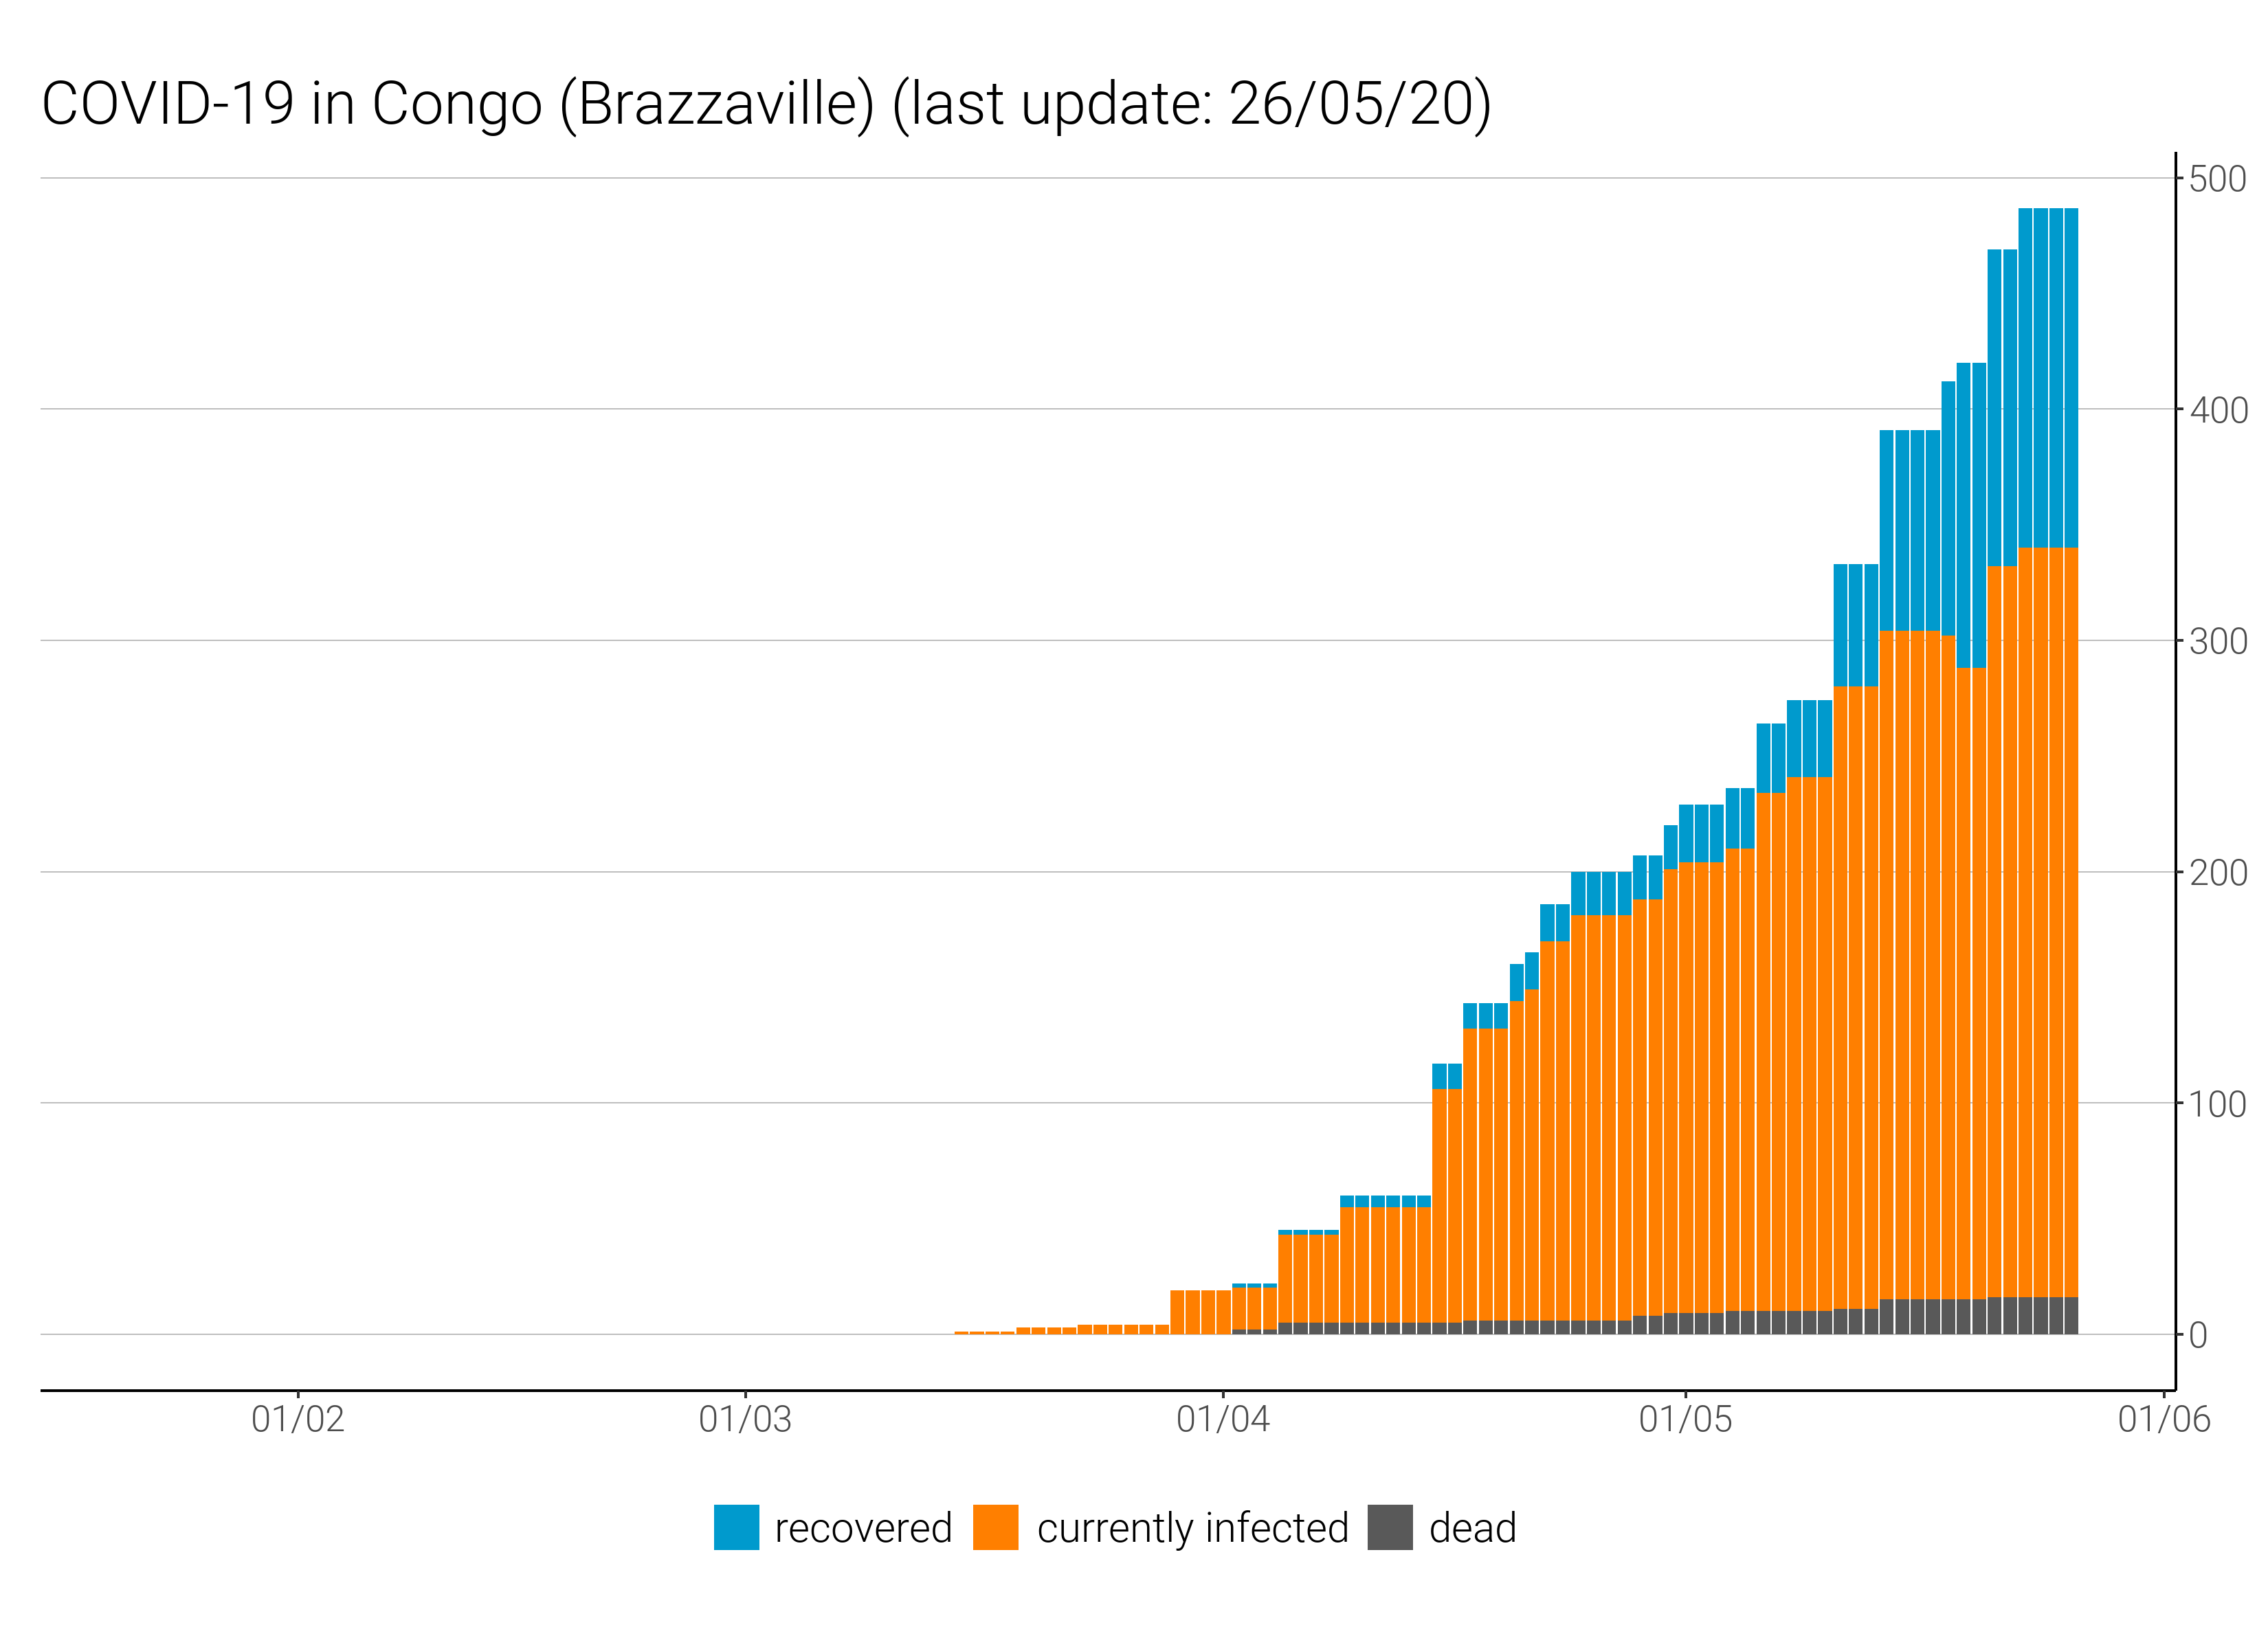 COVID-19 in Congo (Brazzaville) (last update: 26/05/20)
500
400
300
200
100
0
01/02 01/03 01/04 01/05 01/06
recovered currently infected dead